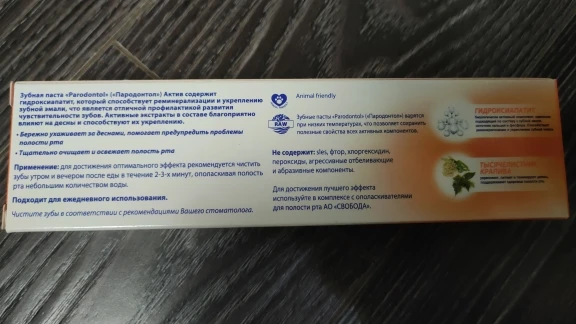 Зубная паста «Parodontol» («Пародонтол») Актив содержит
гидроксиапатит, который способствует реминерализации и укреплению
зубной эмали, что является отличной профилактикой развития
чувствительности зубов. Активные экстракты в составе благоприятно
влияют на десны и способствуют их укреплению.
• Бережно ухаживает за деснами, помогает предупредить проблемы
полости рта
• Тщательно очищает и освежает полость рта
Применение: для достижения оптимального эффекта рекомендуется чистить
зубы утром и вечером после еды в течение 2-3-х минут, ополаскивая полость
рта небольшим количеством воды.
Подходит для ежедневного использования.
Чистите зубы в соответствии с рекомендациями Вашего стоматолога.
Animal friendly
RAW
Зубные пасты «Parodontol» («Пародонтол») варятся
при низких температурах, что позволяет сохранить
полезные свойства всех активных компонентов.
Не содержит: sles, фтор, хлоргексидин,
пероксиды, агрессивные отбеливающие
и абразивные компоненты.
Для достижения лучшего эффекта
используйте в комплексе с ополаскивателями
для полости рта АО «СВОБОДА».
ГИДРОКСИАПАТИТ
ТЫСЯЧЕЛИСТНИК
КРАПИВА